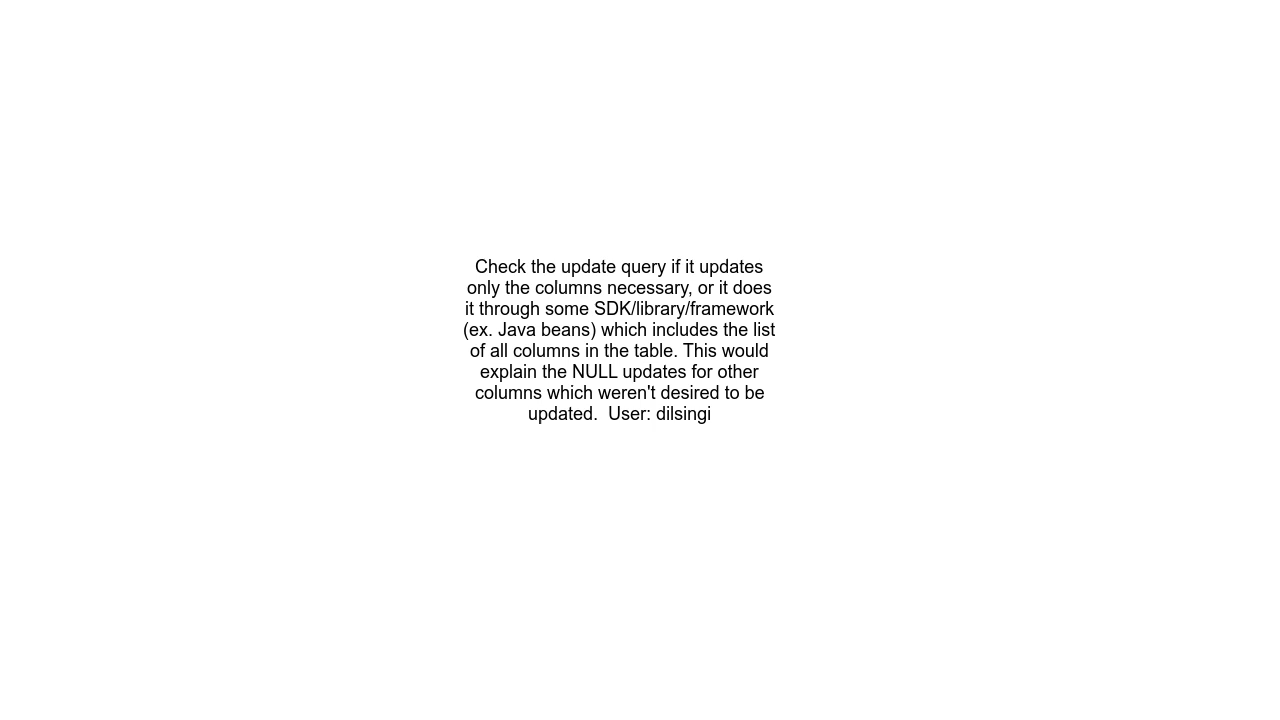 Check the update query if it updates
only the columns necessary, or it does
it through some SDK/library/framework
(ex. Java beans) which includes the list
of all columns in the table. This would
explain the NULL updates for other
columns which weren't desired to be
updated.  User: dilsingi